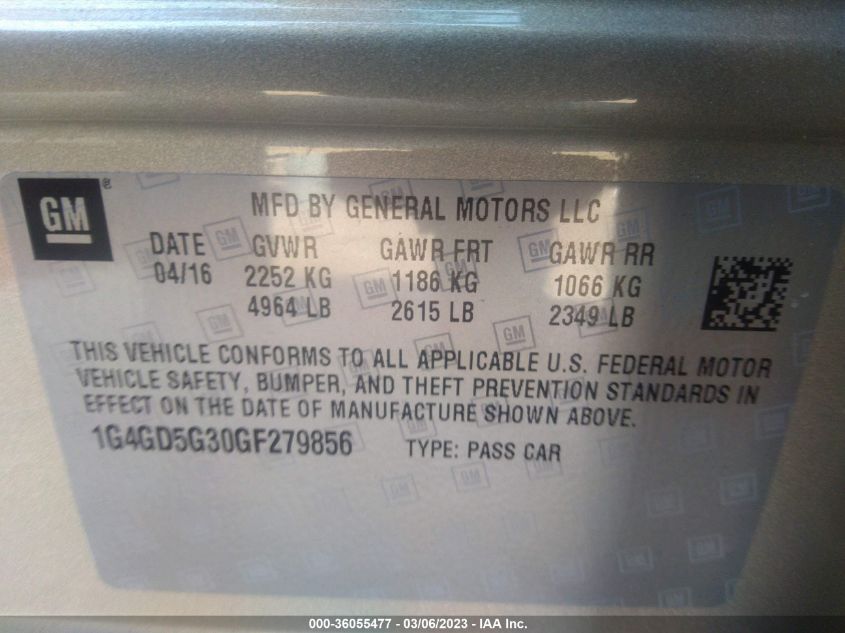 GM
MFD BY GENERAL MOTORS LLC
DATE GVWR GAWR FRT GAWR RR
04/16 2252 KG 1186 KG 1066 KG
4964 LB 2615 LB 2349 LB
THIS VEHICLE CONFORMS TO ALL APPLICABLE U.S. FEDERAL MOTOR
VEHICLE SAFETY, BUMPER, AND THEFT PREVENTION STANDARDS IN
EFFECT ON THE DATE OF MANUFACTURE SHOWN ABOVE.
1G4GD5G30GF279856 TYPE: PASS CAR
000-36055477 - 03/06/2023 - IAA Inc.